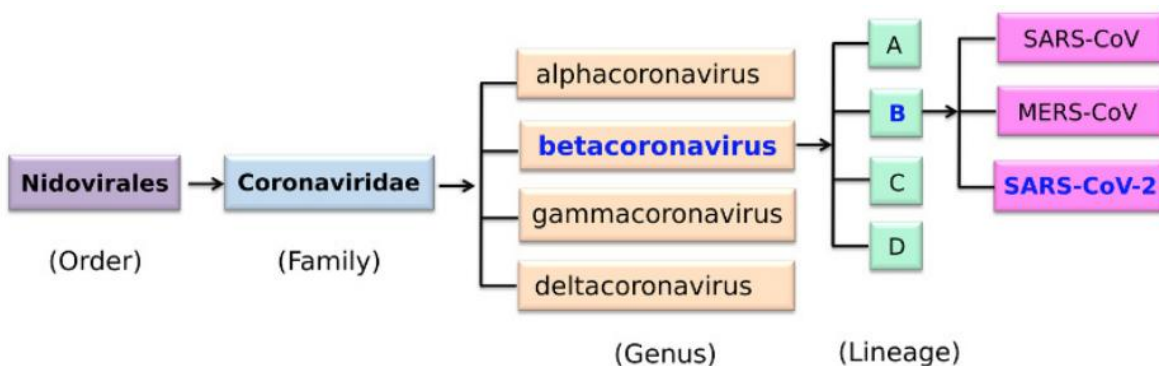 Nidovirales
(Order)
Coronaviridae
(Family)
alphacoronavirus
betacoronavirus
gammacoronavirus
deltacoronavirus
(Genus)
A
B
C
D
(Lineage)
SARS-CoV
MERS-CoV
SARS-CoV-2